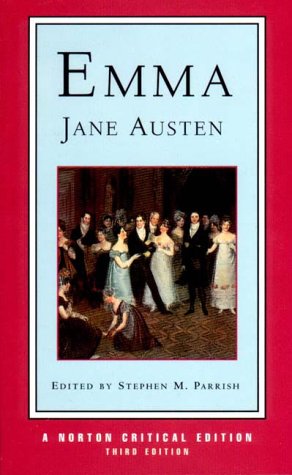 EMMA
JANE AUSTEN
EDITED BY STEPHEN M. PARRISH
A NORTON CRITICAL EDITION
THIRD EDITION